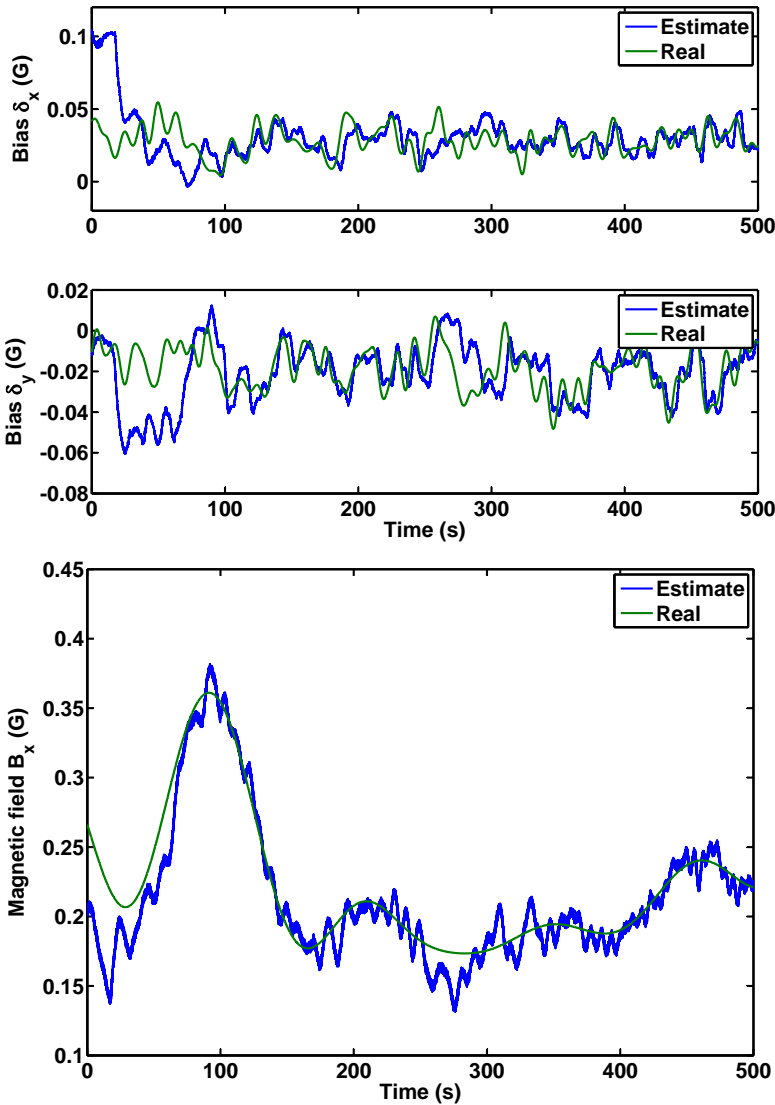 0.1
0.05
0
Bias δ_x (G)
Estimate
Real
0 100 200 300 400 500
0.02
0
-0.02
-0.04
-0.06
-0.08
Bias δ_y (G)
Estimate
Real
0 100 200 300 400 500
Time (s)
0.45
0.4
0.35
0.3
0.25
0.2
0.15
0.1
Magnetic field B_x (G)
Estimate
Real
0 100 200 300 400 500
Time (s)